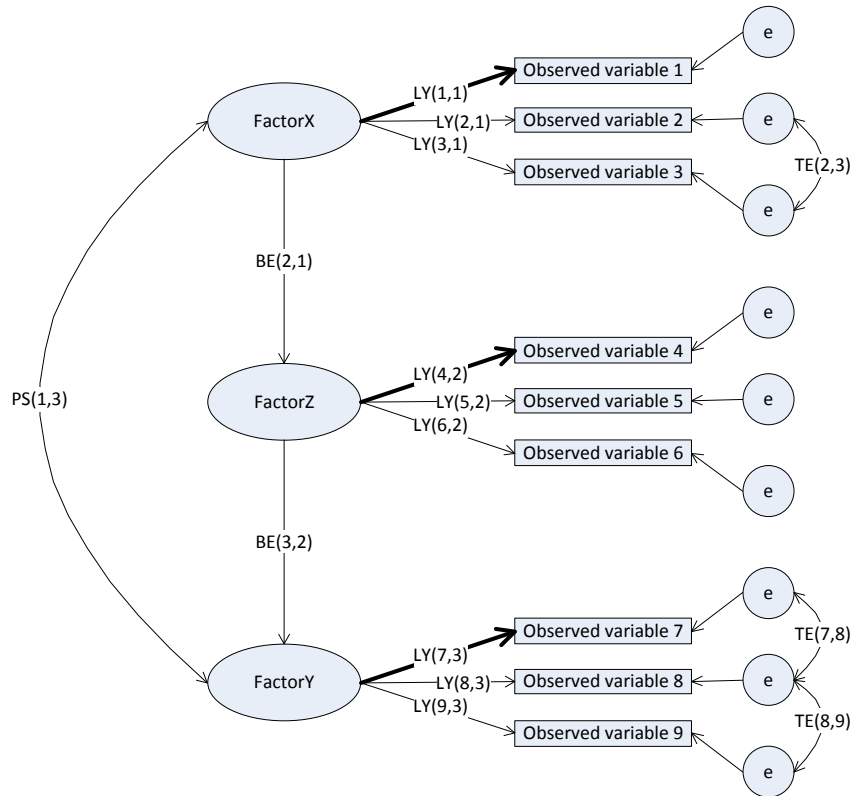 e
Observed variable 1
LY(1,1)
FactorX
LY(2,1)
Observed variable 2
e
LY(3,1)
TE(2,3)
Observed variable 3
e
BE(2,1)
e
Observed variable 4
LY(4,2)
PS(1,3)
FactorZ
LY(5,2)
Observed variable 5
e
LY(6,2)
Observed variable 6
e
BE(3,2)
e
Observed variable 7
TE(7,8)
LY(7,3)
FactorY
LY(8,3)
Observed variable 8
e
LY(9,3)
TE(8,9)
Observed variable 9
e